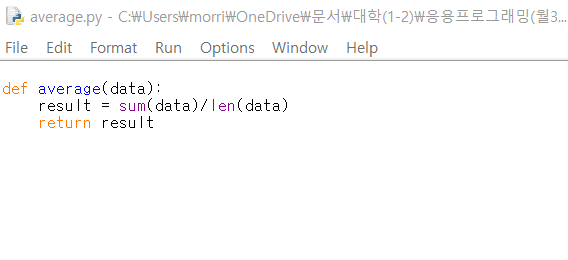 average.py - C:₩Users₩morri₩OneDrive₩문서₩대학(1-2)₩응용프로그래밍(월3...
File Edit Format Run Options Window Help
def average(data):
    result = sum(data)/len(data)
    return result